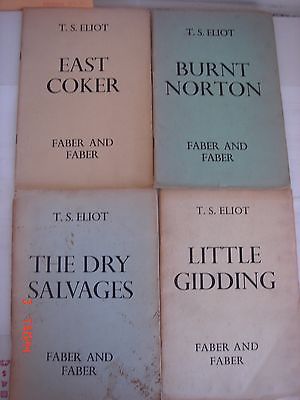 T. S. ELIOT
EAST
COKER
FABER AND
FABER
T. S. ELIOT
BURNT
NORTON
FABER AND
FABER
T. S. ELIOT
THE DRY
SALVAGES
FABER AND
FABER
T. S. ELIOT
LITTLE
GIDDING
FABER AND
FABER